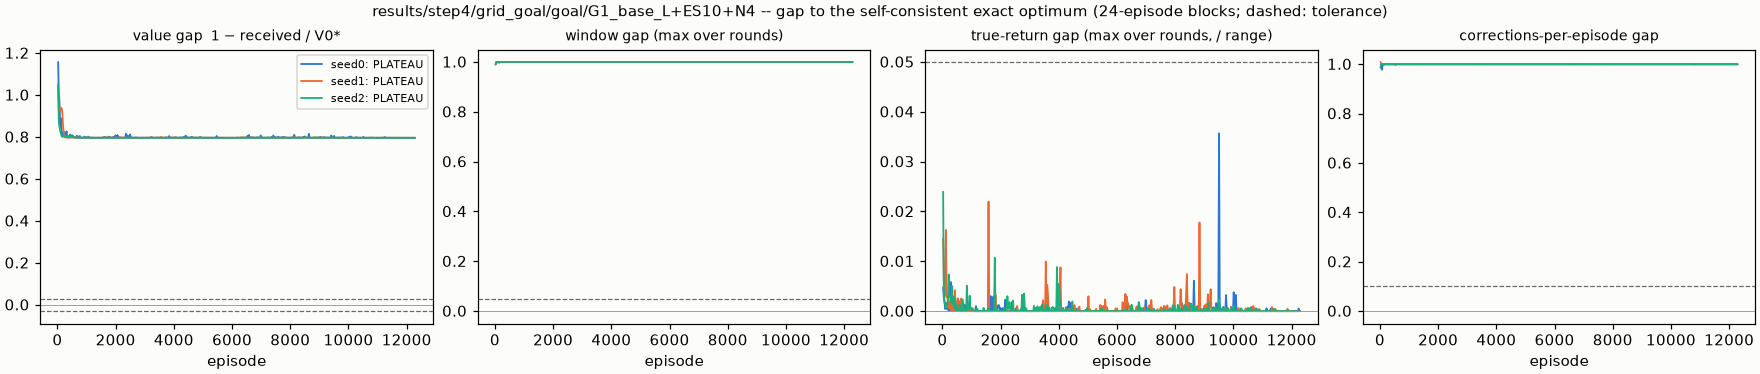 results/step4/grid_goal/goal/G1_base_L+ES10+N4 -- gap to the self-consistent exact optimum (24-episode blocks; dashed: tolerance)
value gap  1 − received / V0*
1.2
1.0
0.8
0.6
0.4
0.2
0.0
seed0: PLATEAU
seed1: PLATEAU
seed2: PLATEAU
0 2000 4000 6000 8000 10000 12000
episode
window gap (max over rounds)
1.0
0.8
0.6
0.4
0.2
0.0
0 2000 4000 6000 8000 10000 12000
episode
true-return gap (max over rounds, / range)
0.05
0.04
0.03
0.02
0.01
0.00
0 2000 4000 6000 8000 10000 12000
episode
corrections-per-episode gap
1.0
0.8
0.6
0.4
0.2
0.0
0 2000 4000 6000 8000 10000 12000
episode